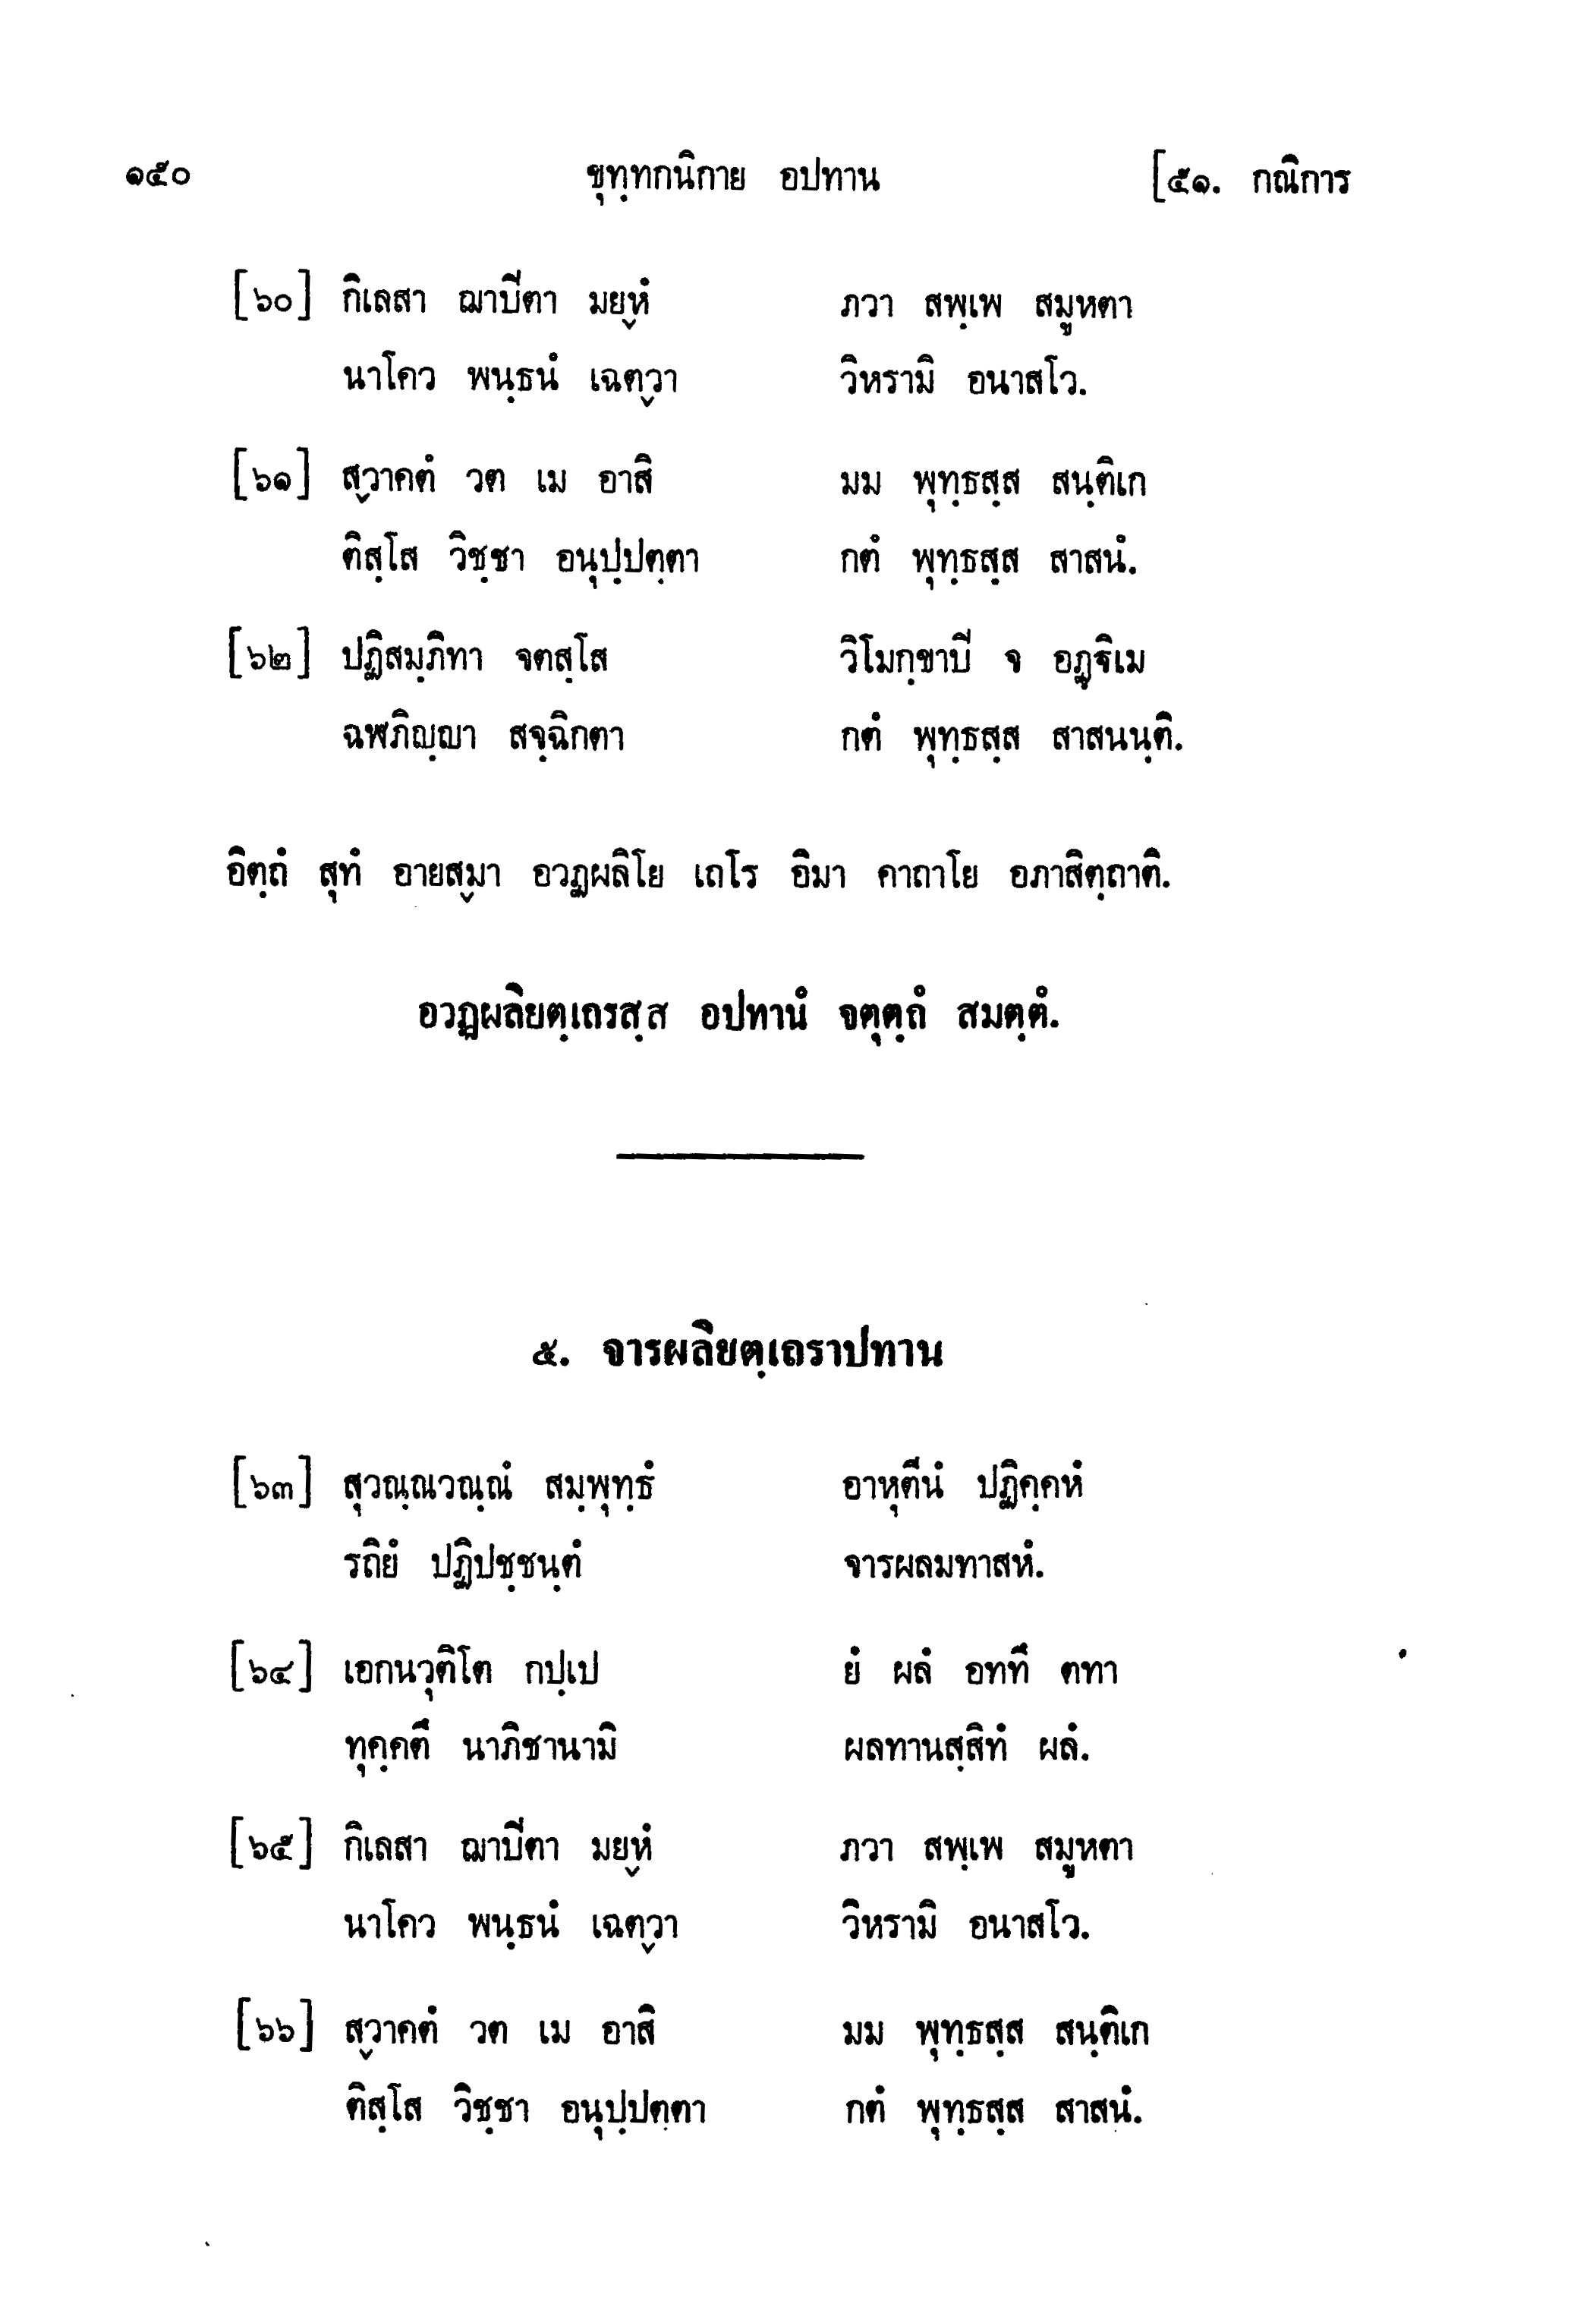 ๑๕๐ ขุทฺทกนิกาย อปทาน [๕๑. กณิการ
[๖๐] กิเลสา ฌาปีตา มยฺหํ ภวา สพฺเพ สมูหตา
นาโคว พนฺธนํ เฉตฺวา วิหรามิ อนาสโว.
[๖๑] สฺวาคตํ วต เม อาสิ มม พุทฺธสฺส สนฺติเก
ติสฺโส วิชฺชา อนุปฺปตฺตา กตํ พุทฺธสฺส สาสนํ.
[๖๒] ปฏิสมฺภิทา จตสฺโส วิโมกฺขาปี จ อฏฺฐิเม
ฉฬภิญฺญา สจฺฉิกตา กตํ พุทฺธสฺส สาสนนฺติ.
อิตฺถํ สุทํ อายสฺมา อวฏผลิโย เถโร อิมา คาถาโย อภาสิตฺถาติ.
อวฏผลิยตฺเถรสฺส อปทานํ จตุตฺถํ สมตฺตํ.
๕. จารผลิยตฺเถราปทาน
[๖๓] สุวณฺณวณฺณํ สมฺพุทฺธํ อาหุตีนํ ปฏิคฺคหํ
รถิยํ ปฏิปชฺชนฺตํ จารผลมทาสหํ.
[๖๔] เอกนวุติโต กปฺเป ยํ ผลํ อททึ ตทา
ทุคฺคตึ นาภิชานามิ ผลทานสฺสิทํ ผลํ.
[๖๕] กิเลสา ฌาปีตา มยฺหํ ภวา สพฺเพ สมูหตา
นาโคว พนฺธนํ เฉตฺวา วิหรามิ อนาสโว.
[๖๖] สฺวาคตํ วต เม อาสิ มม พุทฺธสฺส สนฺติเก
ติสฺโส วิชฺชา อนุปฺปตฺตา กตํ พุทฺธสฺส สาสนํ.